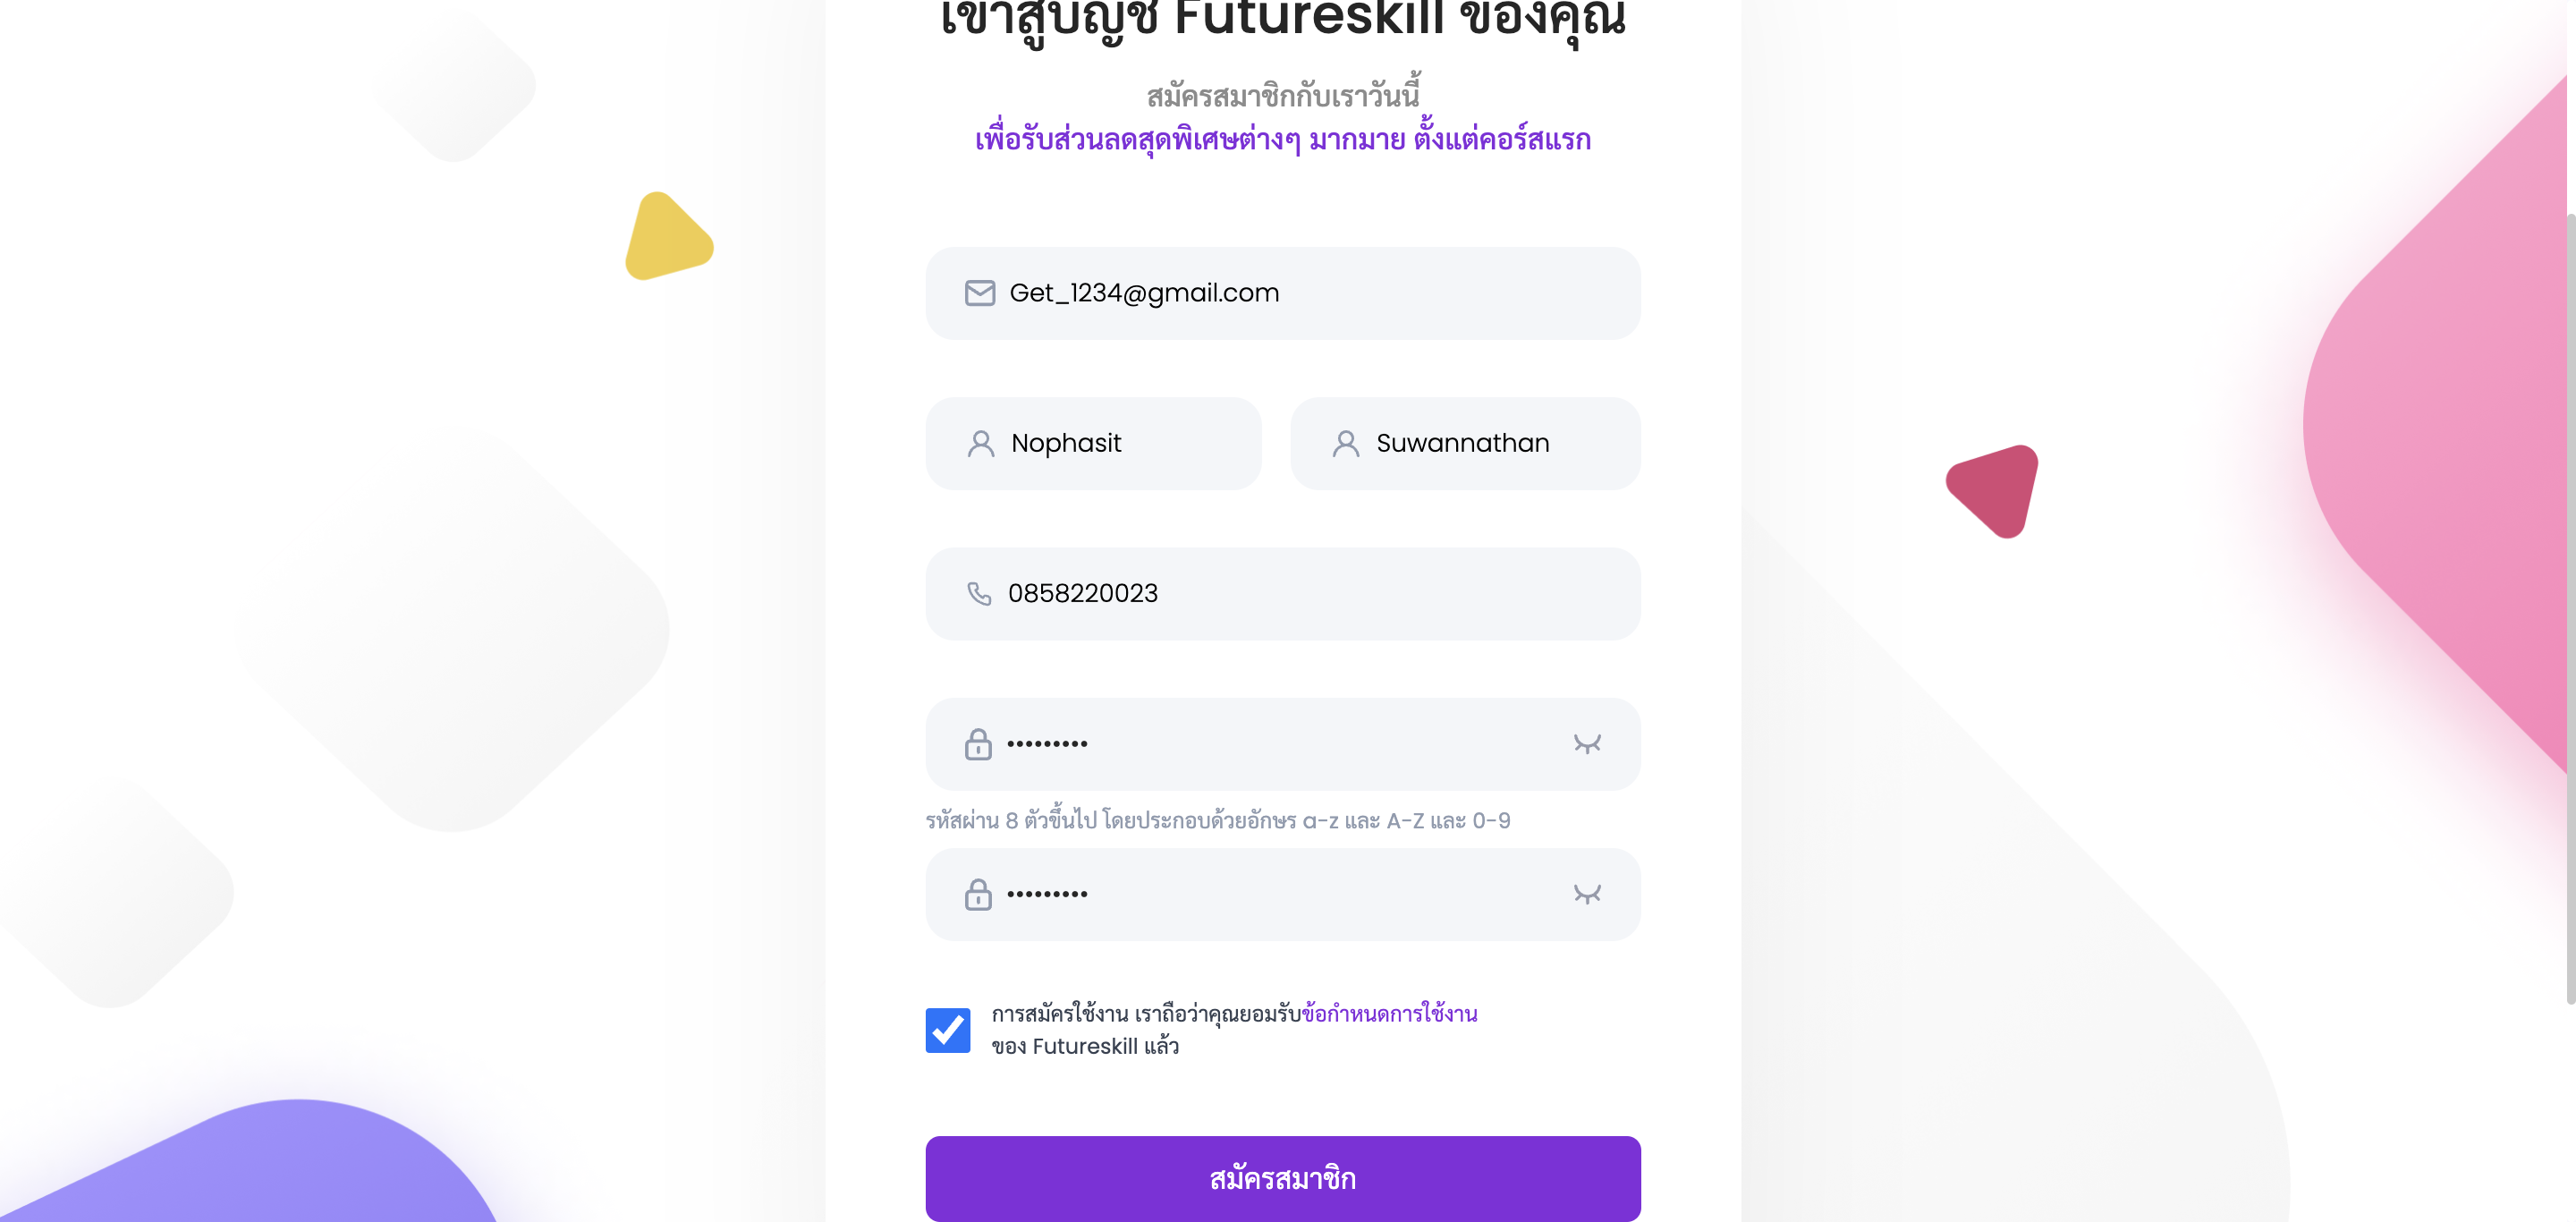 เข้าสู่บัญชี Futureskill ของคุณ
สมัครสมาชิกกับเราวันนี้
เพื่อรับส่วนลดสุดพิเศษต่างๆ มากมาย ตั้งแต่คอร์สแรก
Get_1234@gmail.com
Nophasit Suwannathan
0858220023
•••••••••
รหัสผ่าน 8 ตัวขึ้นไป โดยประกอบด้วยอักษร a-z และ A-Z และ 0-9
•••••••••
การสมัครใช้งาน เราถือว่าคุณยอมรับข้อกำหนดการใช้งาน
ของ Futureskill แล้ว
สมัครสมาชิก